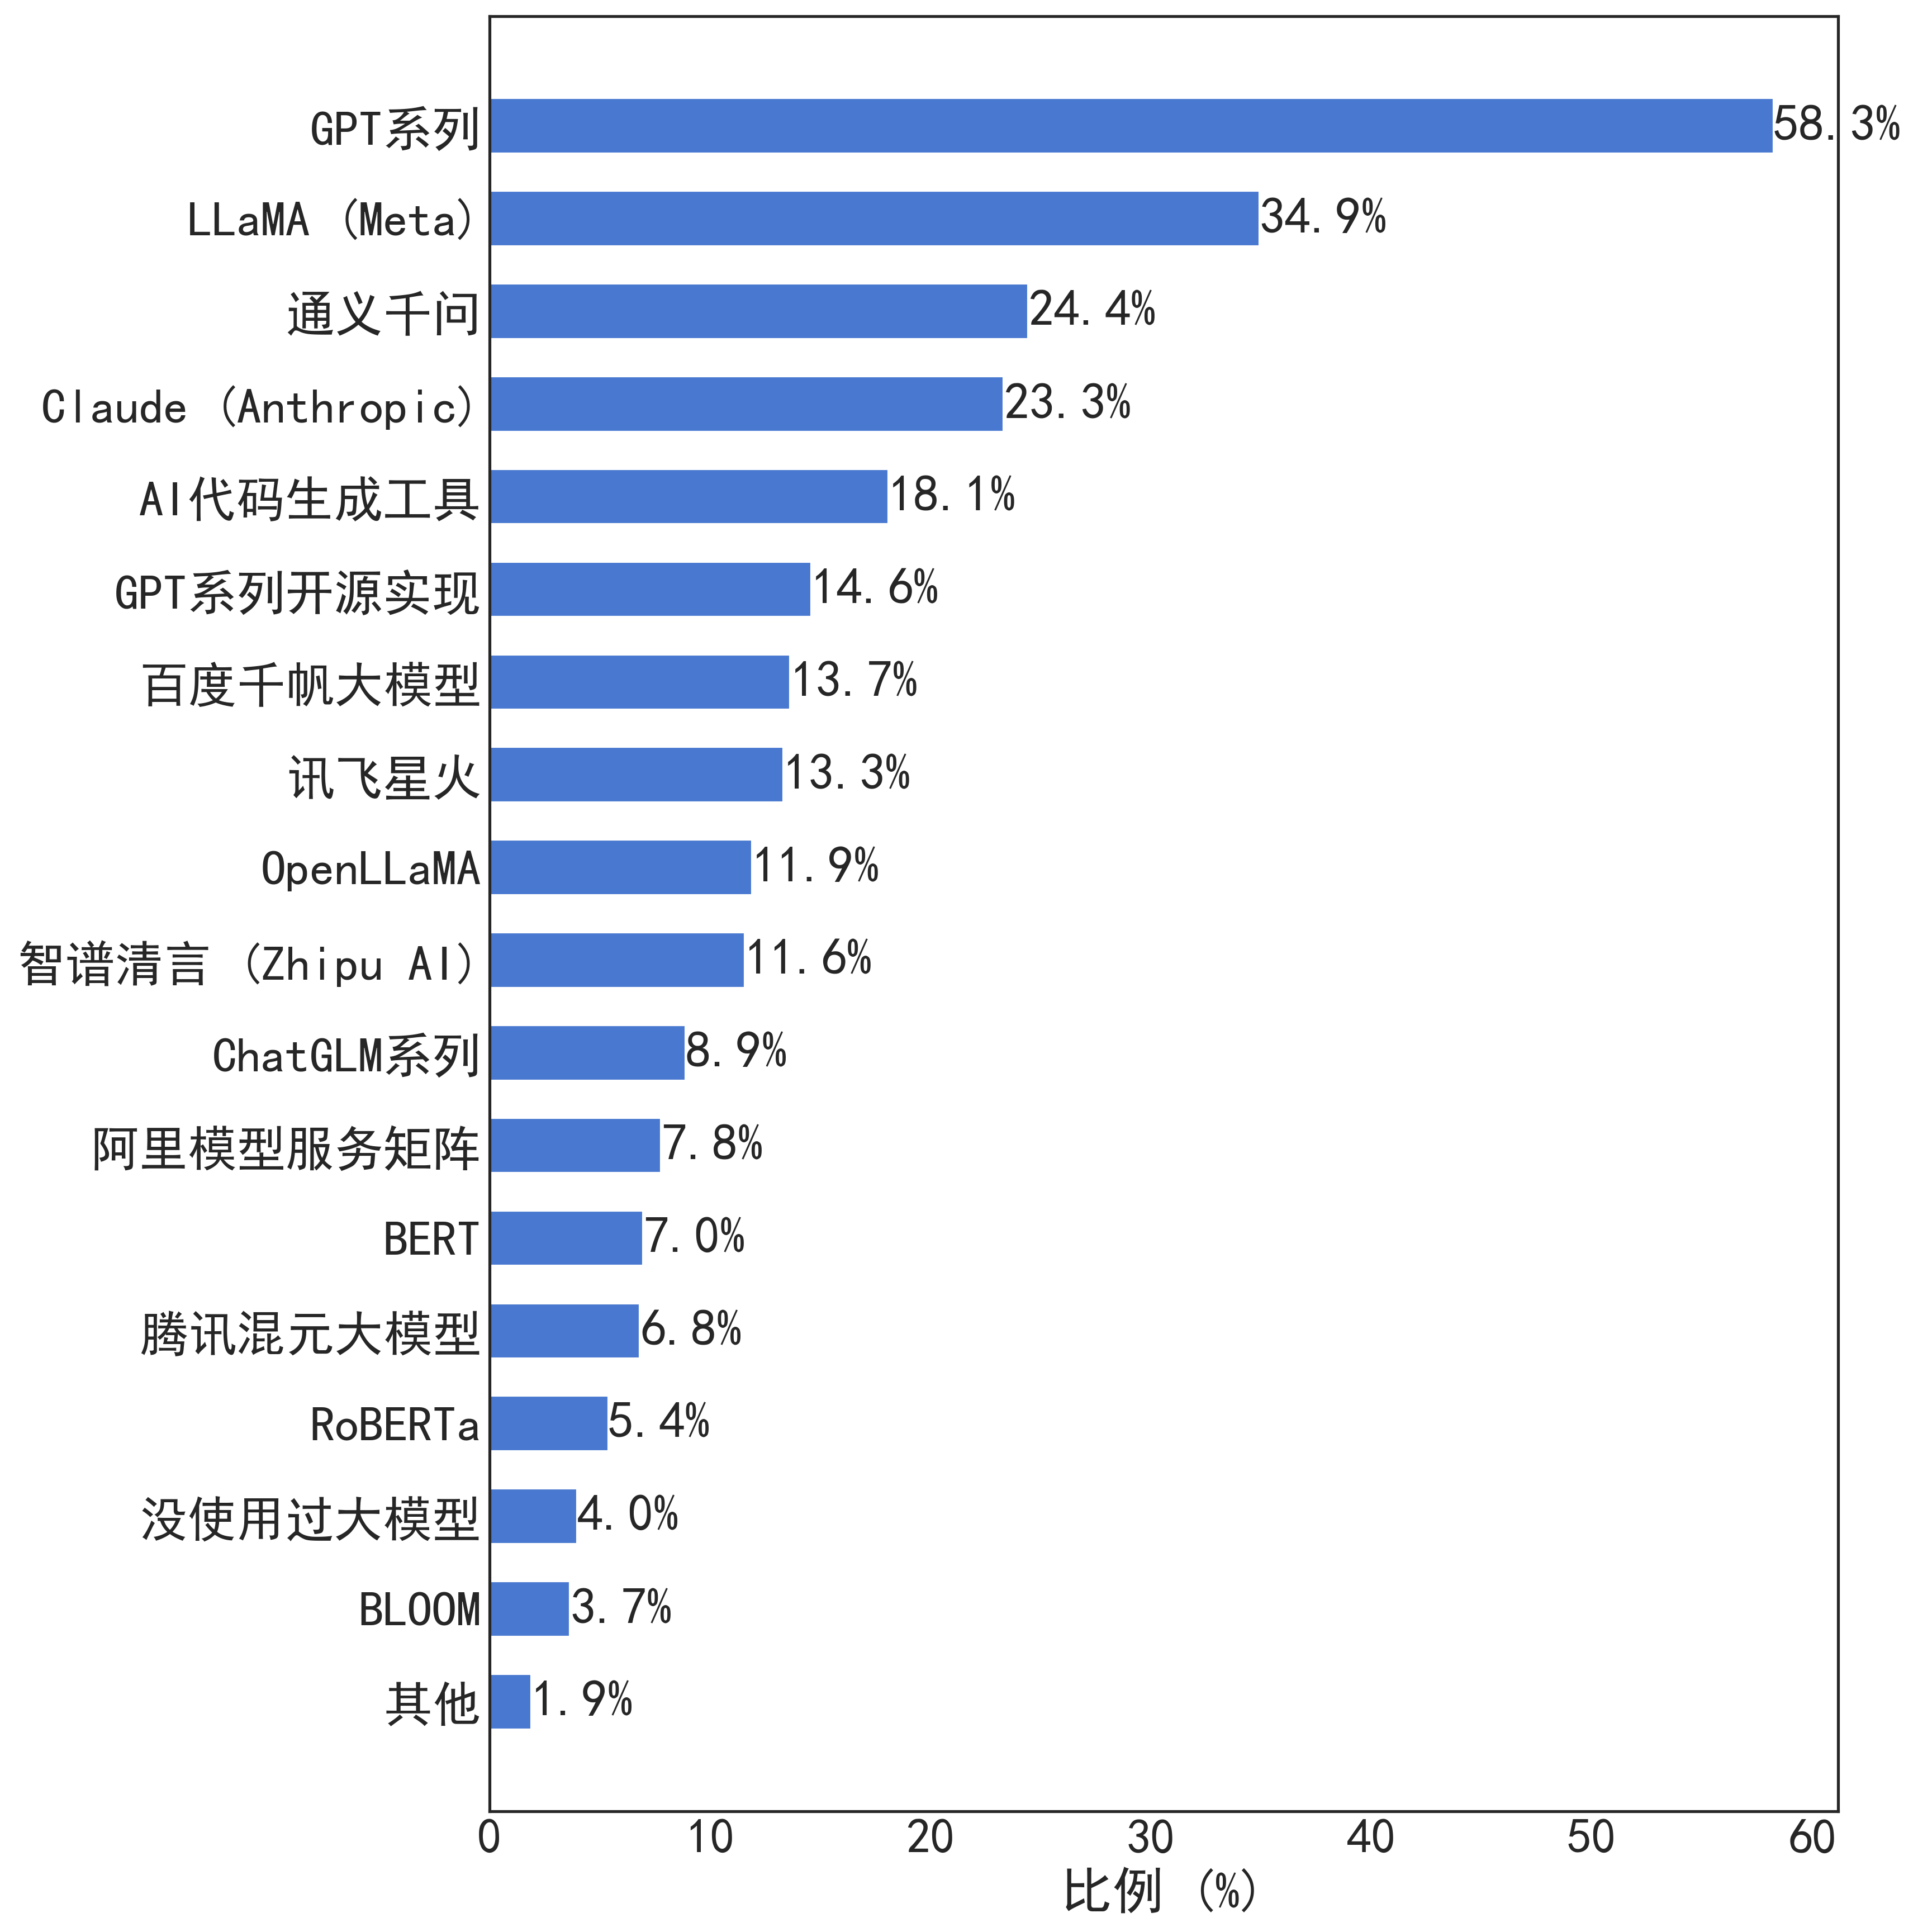 GPT系列 58.3%
LLaMA (Meta) 34.9%
通义千问 24.4%
Claude (Anthropic) 23.3%
AI代码生成工具 18.1%
GPT系列开源实现 14.6%
百度千帆大模型 13.7%
讯飞星火 13.3%
OpenLLaMA 11.9%
智谱清言 (Zhipu AI) 11.6%
ChatGLM系列 8.9%
阿里模型服务矩阵 7.8%
BERT 7.0%
腾讯混元大模型 6.8%
RoBERTa 5.4%
没使用过大模型 4.0%
BLOOM 3.7%
其他 1.9%
0 10 20 30 40 50 60
比例 (%)